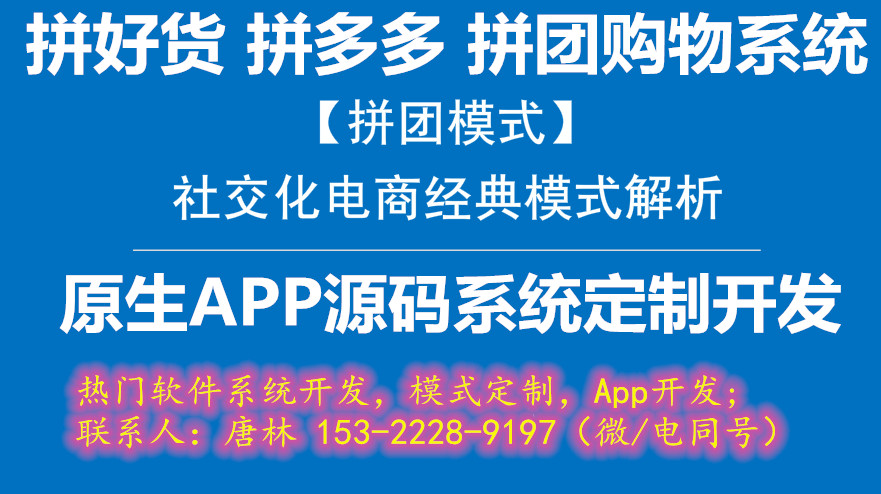 拼好货 拼多多 拼团购物系统
【拼团模式】
社交化电商经典模式解析
原生APP源码系统定制开发
热门软件系统开发，模式定制，App开发；
联系人：唐林 153-2228-9197（微/电同号）